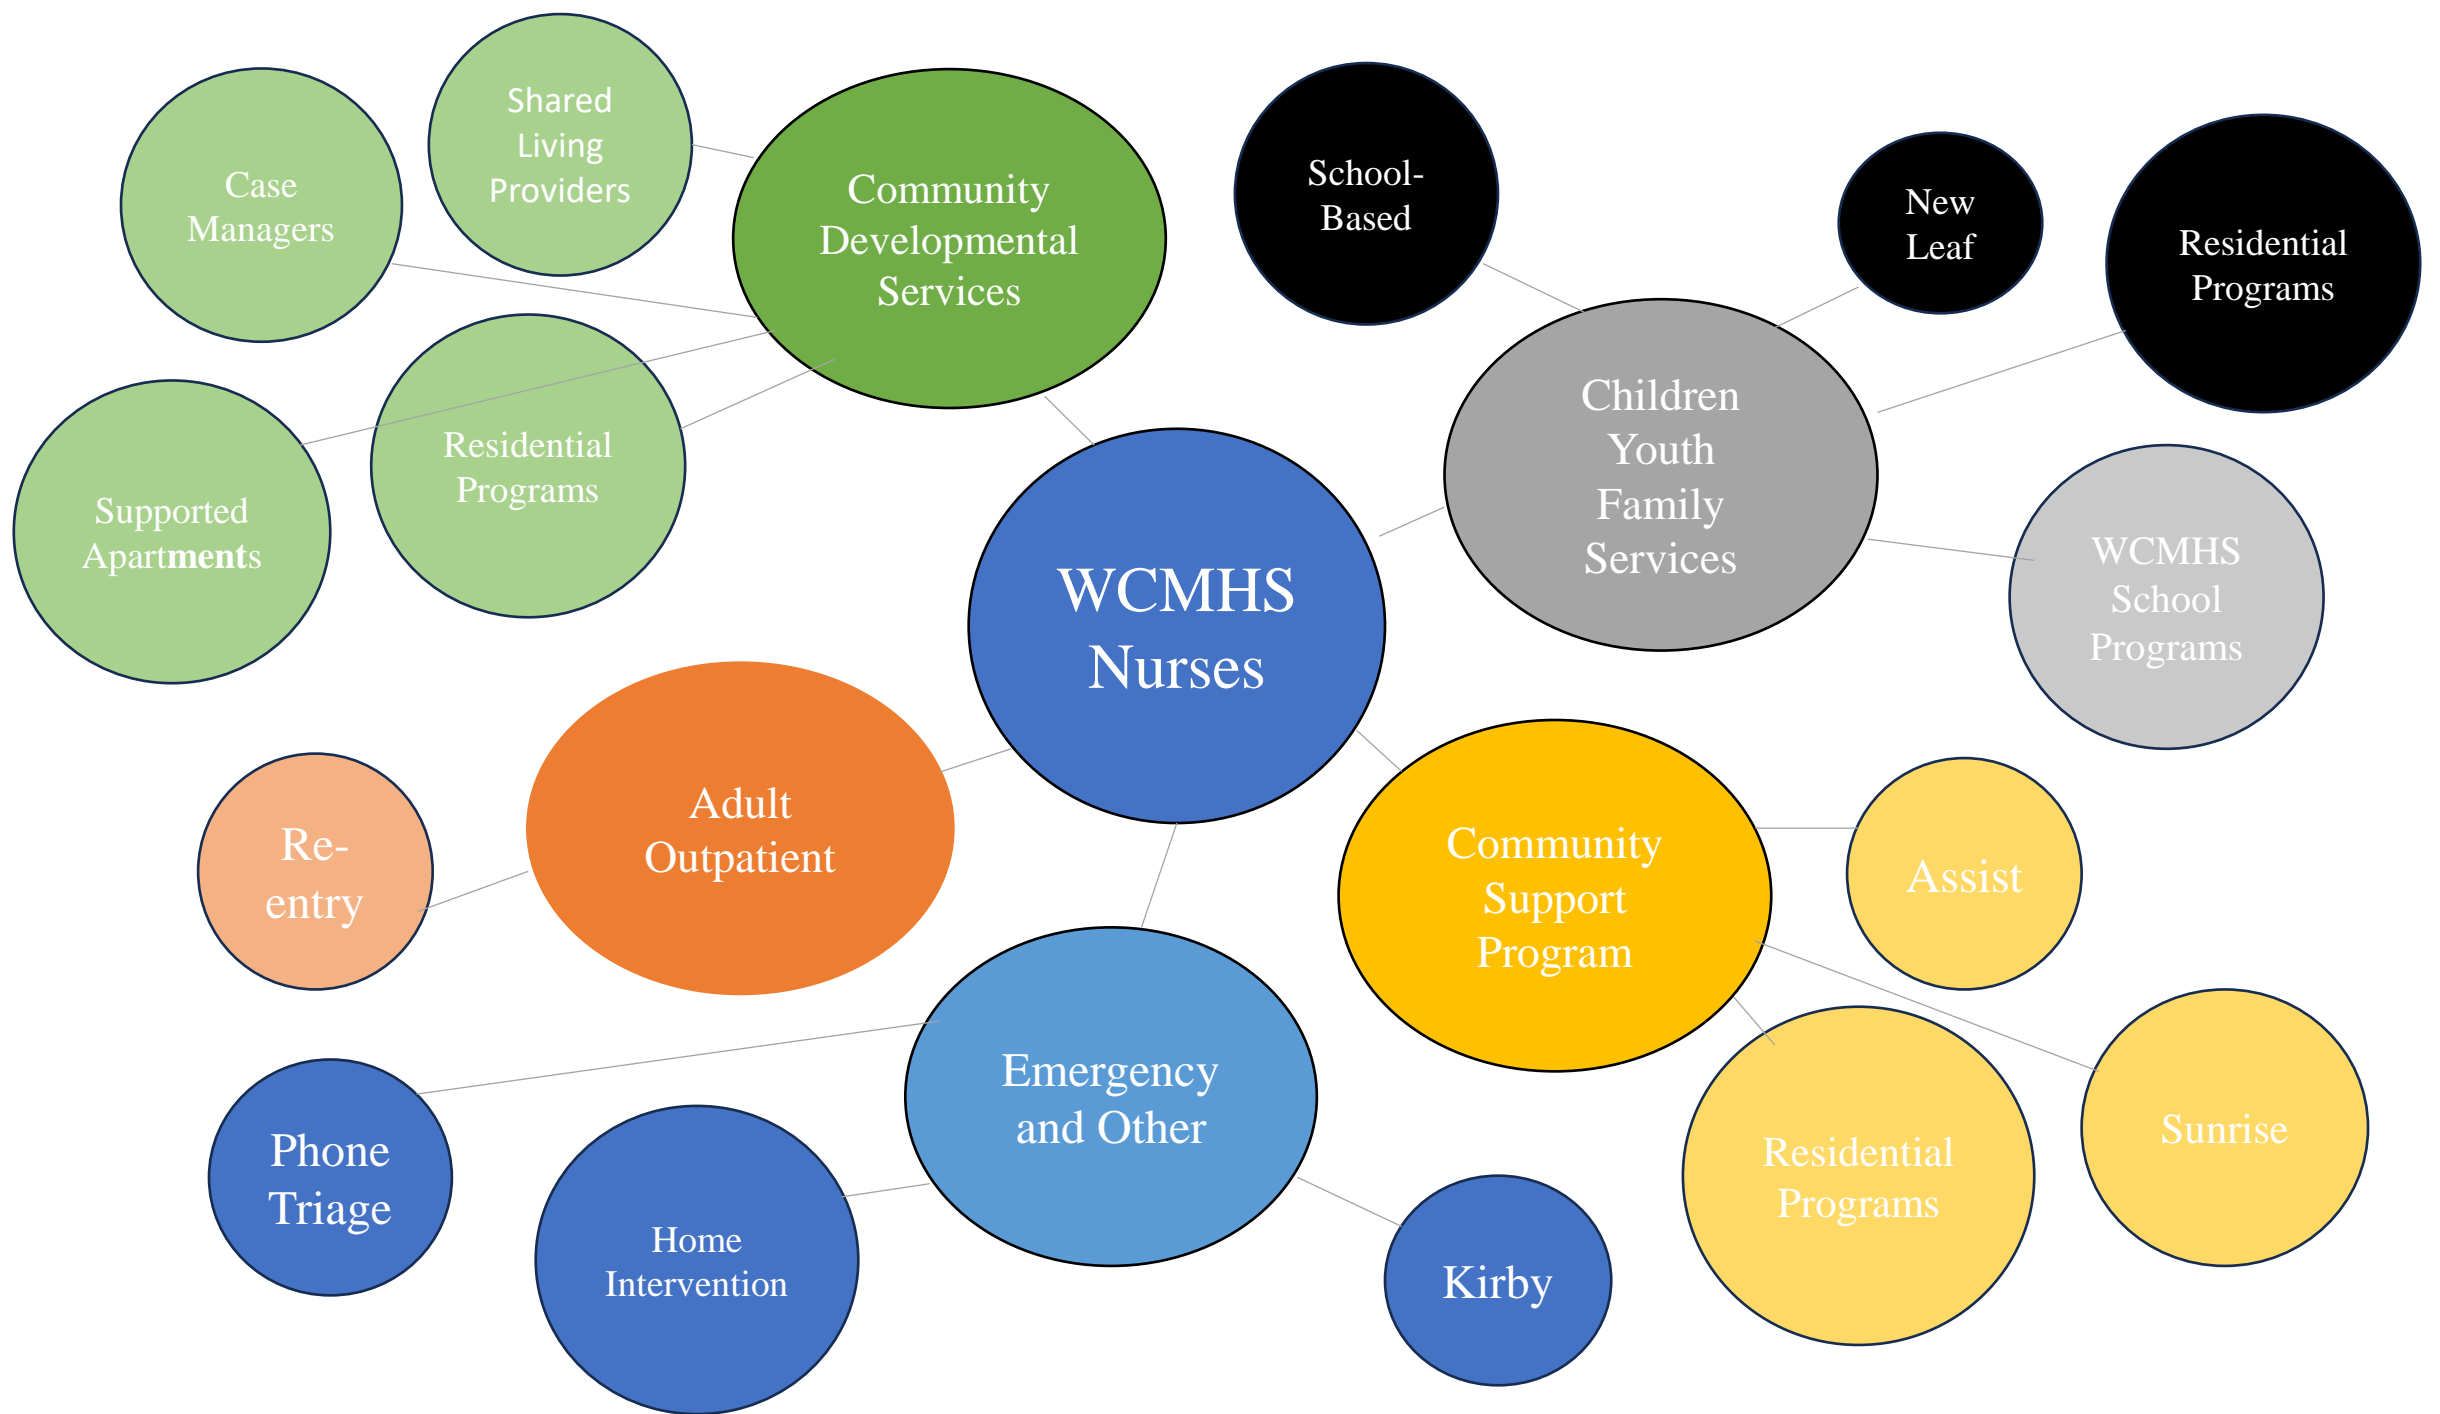 Shared
Living
Providers
Case
Managers
Community
Developmental
Services
School-
Based
New
Leaf
Residential
Programs
Children
Youth
Family
Services
Residential
Programs
Supported
Apartments
WCMHS
Nurses
WCMHS
School
Programs
Adult
Outpatient
Re-
entry
Community
Support
Program
Assist
Emergency
and Other
Phone
Triage
Home
Intervention
Kirby
Residential
Programs
Sunrise